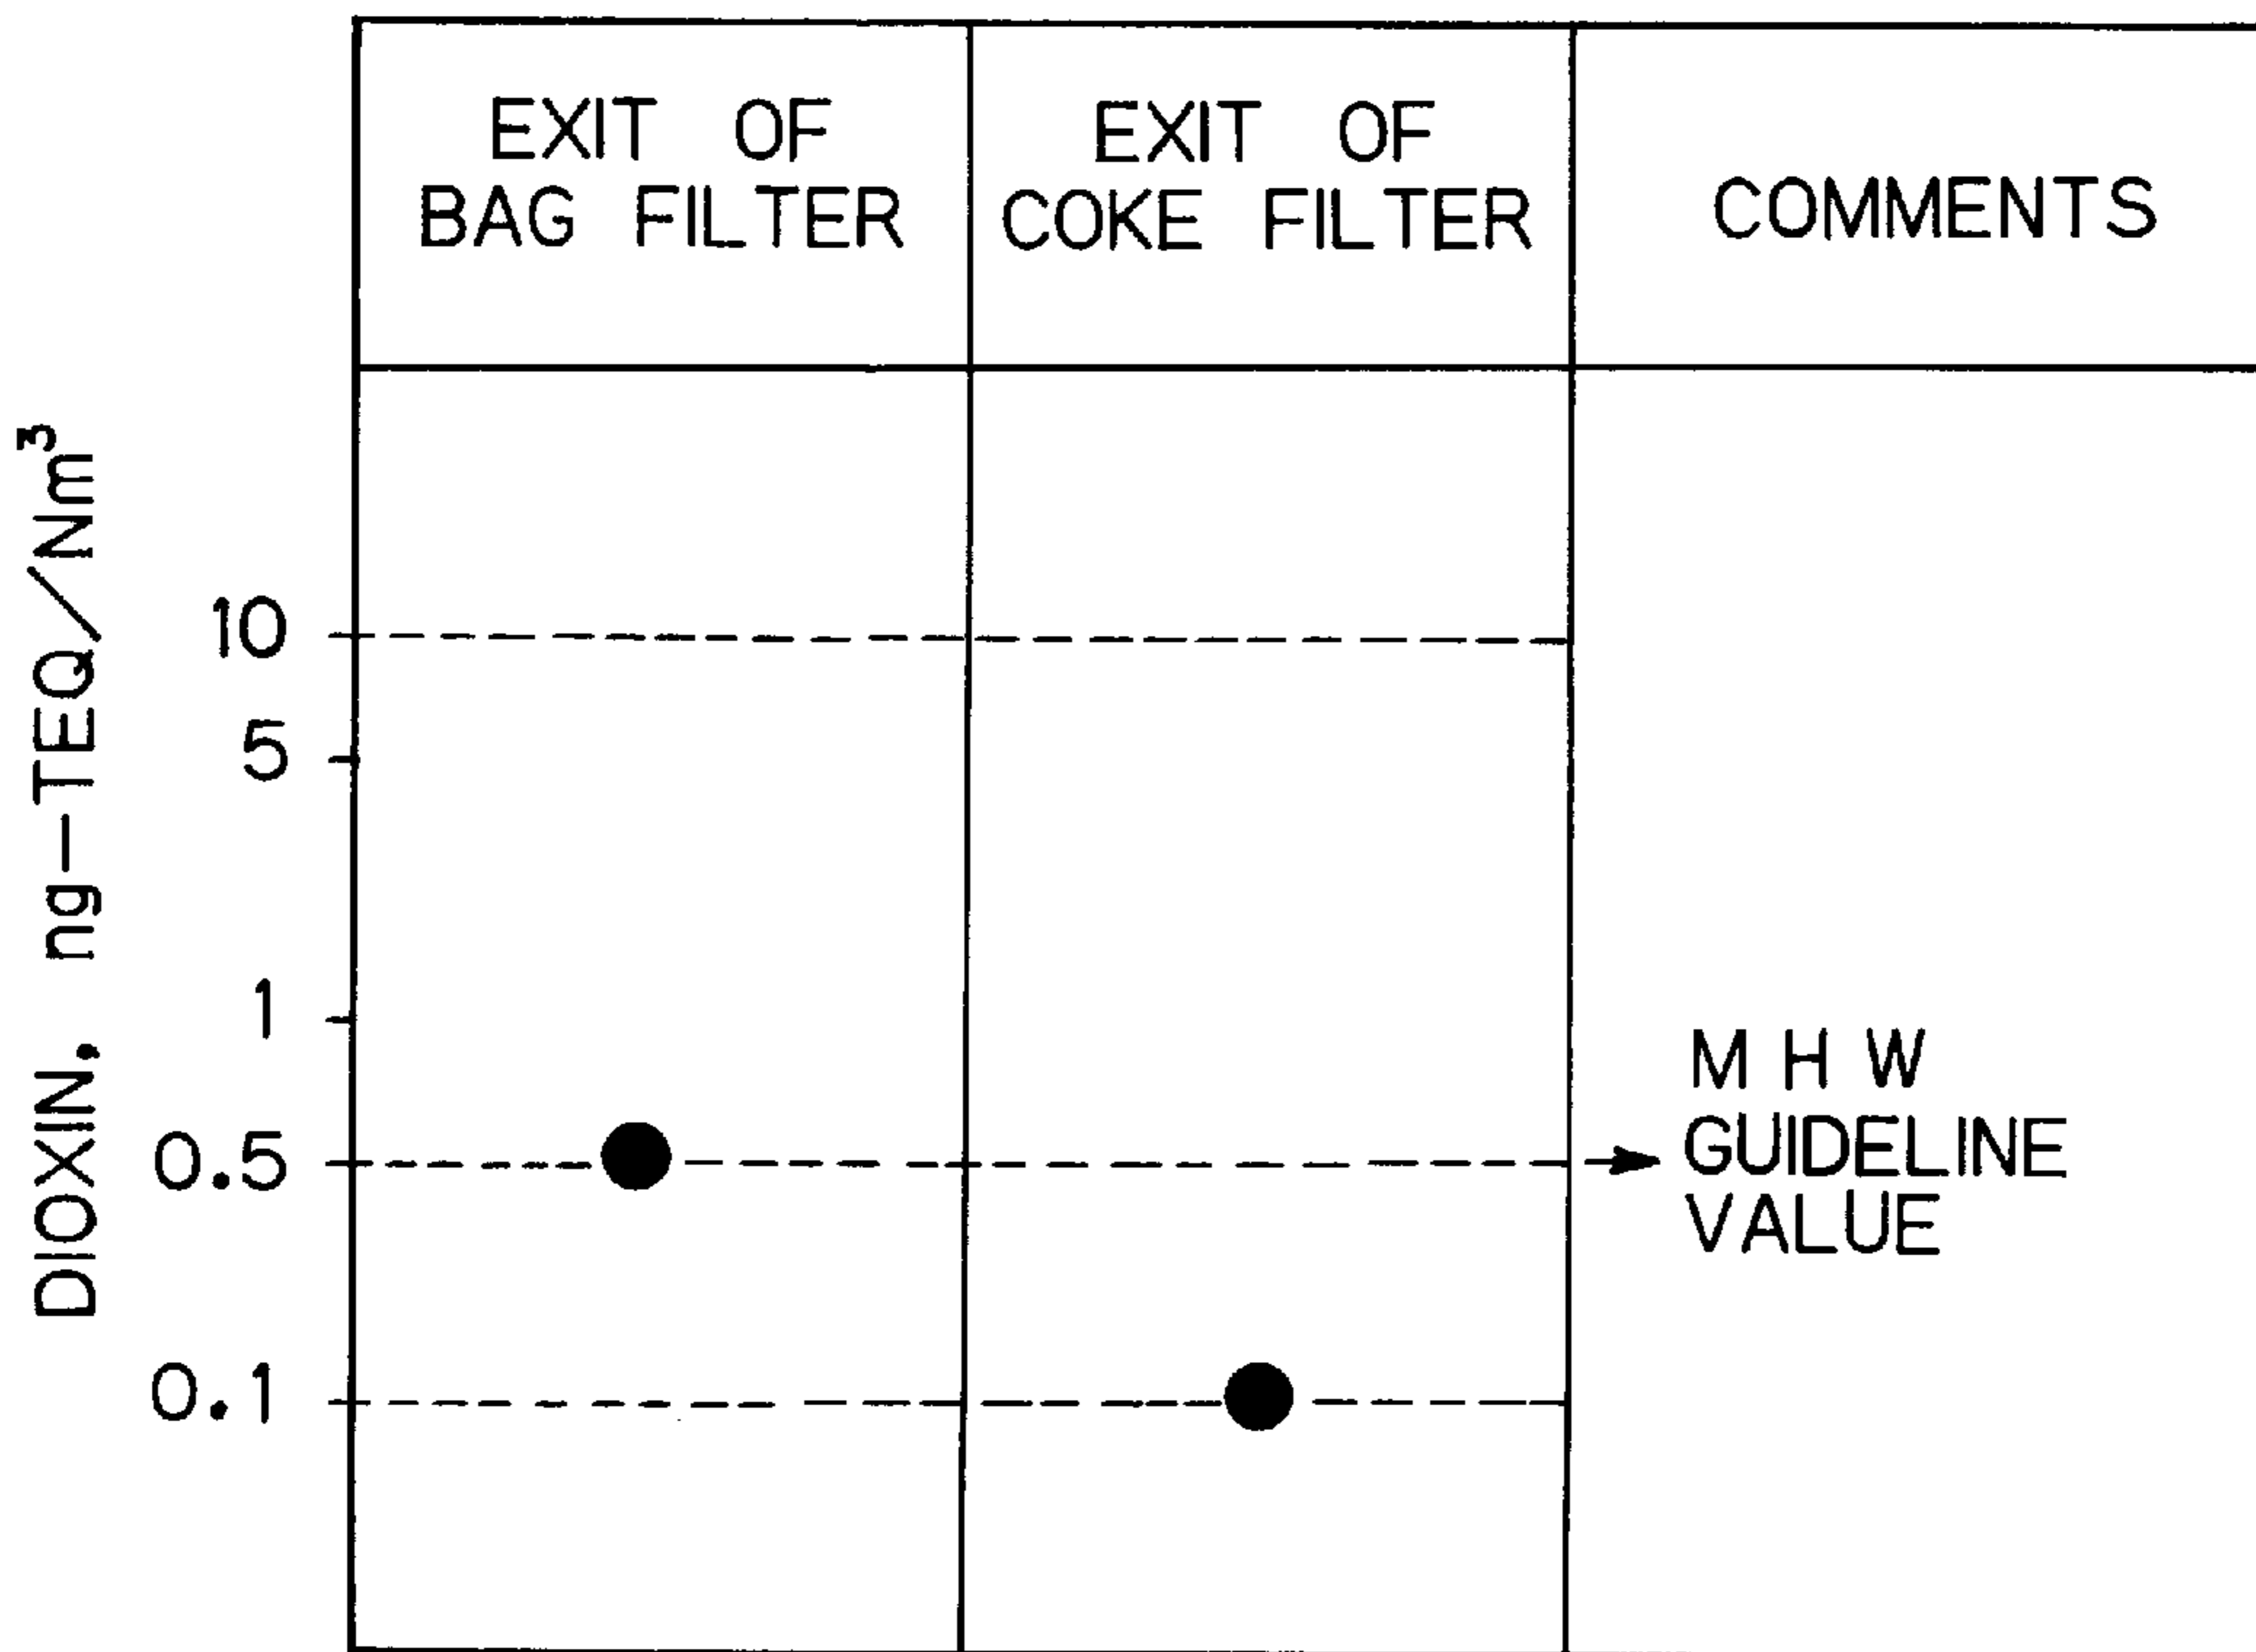 EXIT OF
BAG FILTER
EXIT OF
COKE FILTER
COMMENTS
DIOXIN, ng-TEQ/Nm³
10
5
1
0.5
0.1
M H W
GUIDELINE
VALUE